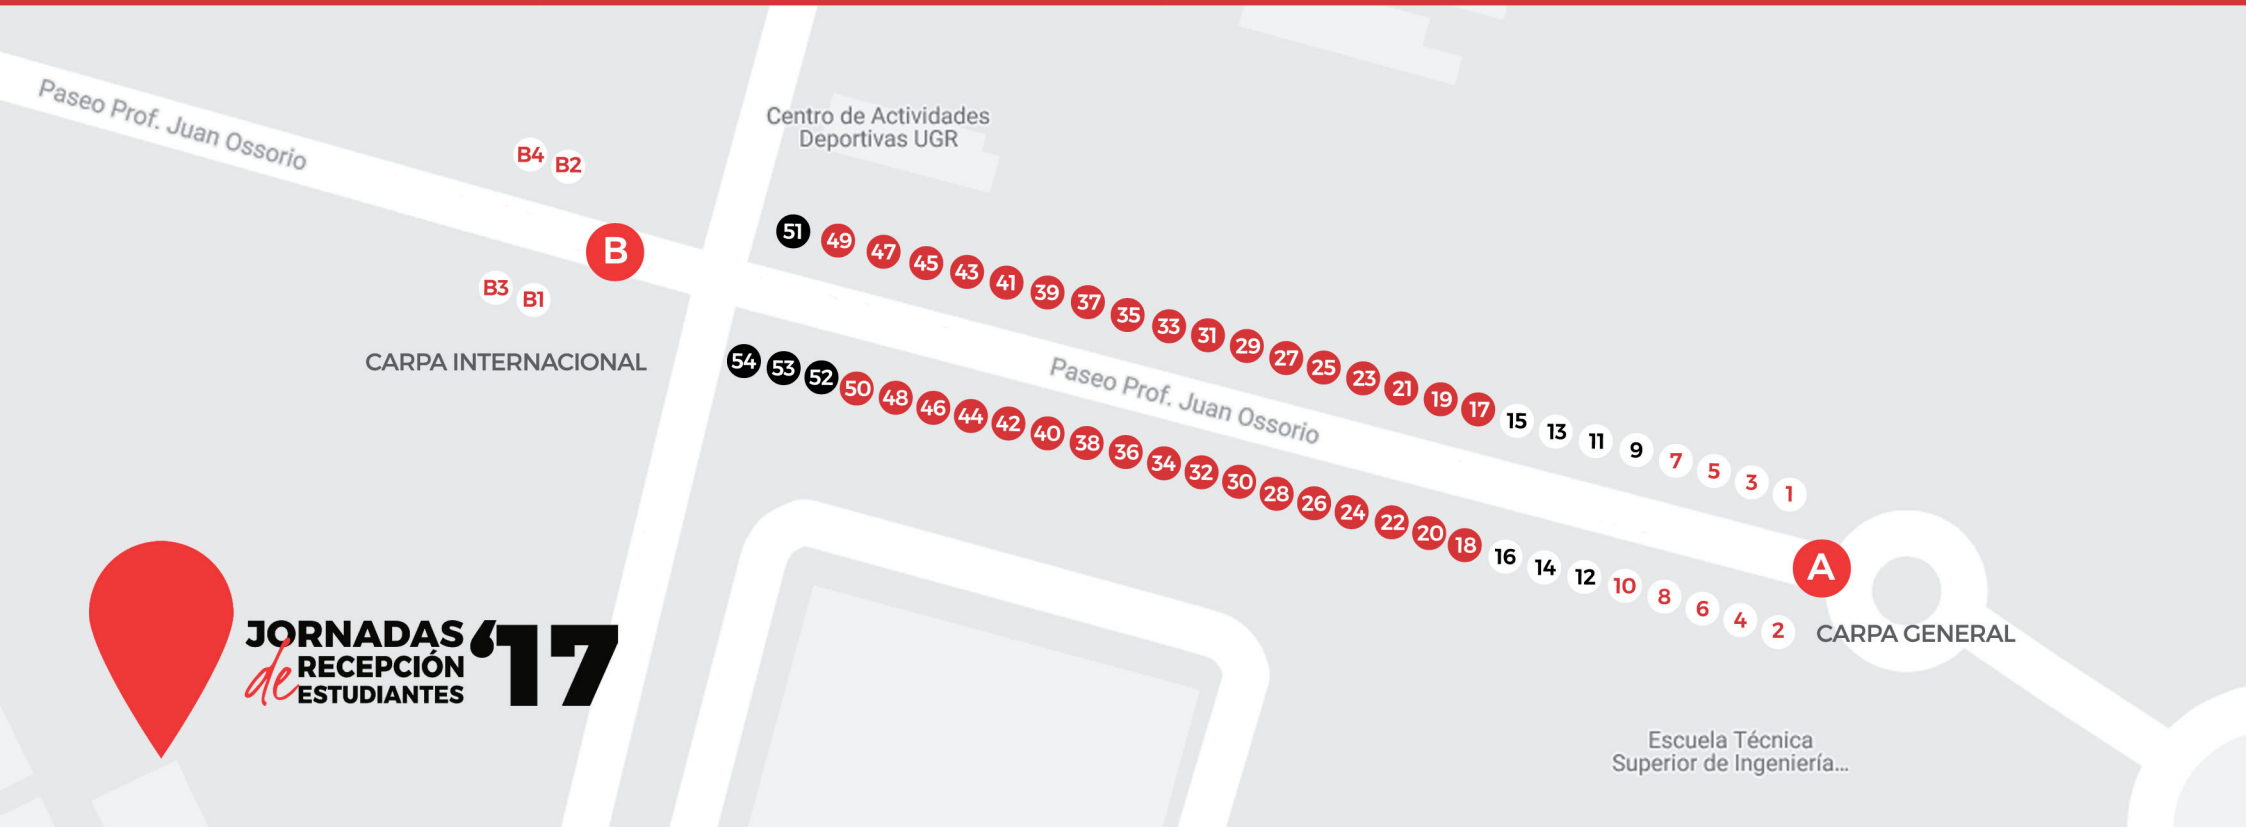 Paseo Prof. Juan Ossorio
B4
B2
Centro de Actividades
Deportivas UGR
B
B3
B1
CARPA INTERNACIONAL
51 49 47 45 43 41 39 37 35 33 31 29 27 25 23 21 19 17 15 13 11 9 7 5 3 1
Paseo Prof. Juan Ossorio
54 53 52 50 48 46 44 42 40 38 36 34 32 30 28 26 24 22 20 18 16 14 12 10 8 6 4 2
A
CARPA GENERAL
JORNADAS '17
de RECEPCIÓN
ESTUDIANTES
Escuela Técnica
Superior de Ingeniería...